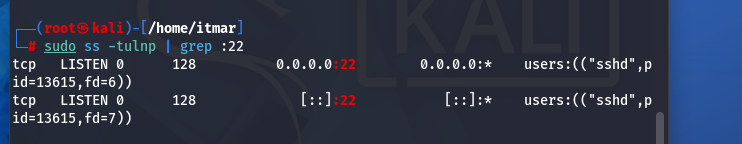 ┌──(root㉿kali)-[/home/itmar]
└─# sudo ss -tulnp | grep :22
tcp   LISTEN 0      128          0.0.0.0:22        0.0.0.0:*    users:(("sshd",p
id=13615,fd=6))
tcp   LISTEN 0      128             [::]:22           [::]:*    users:(("sshd",p
id=13615,fd=7))
KALI